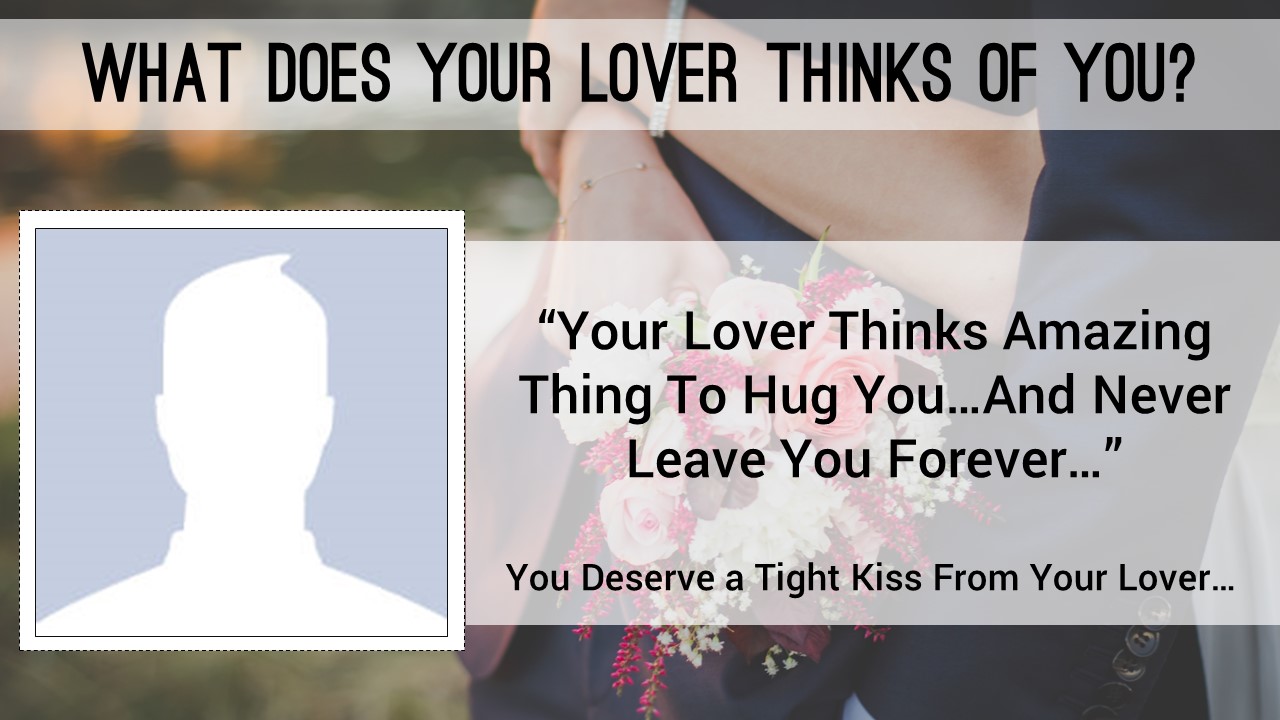 WHAT DOES YOUR LOVER THINKS OF YOU?
“Your Lover Thinks Amazing
Thing To Hug You...And Never
Leave You Forever...”
You Deserve a Tight Kiss From Your Lover...